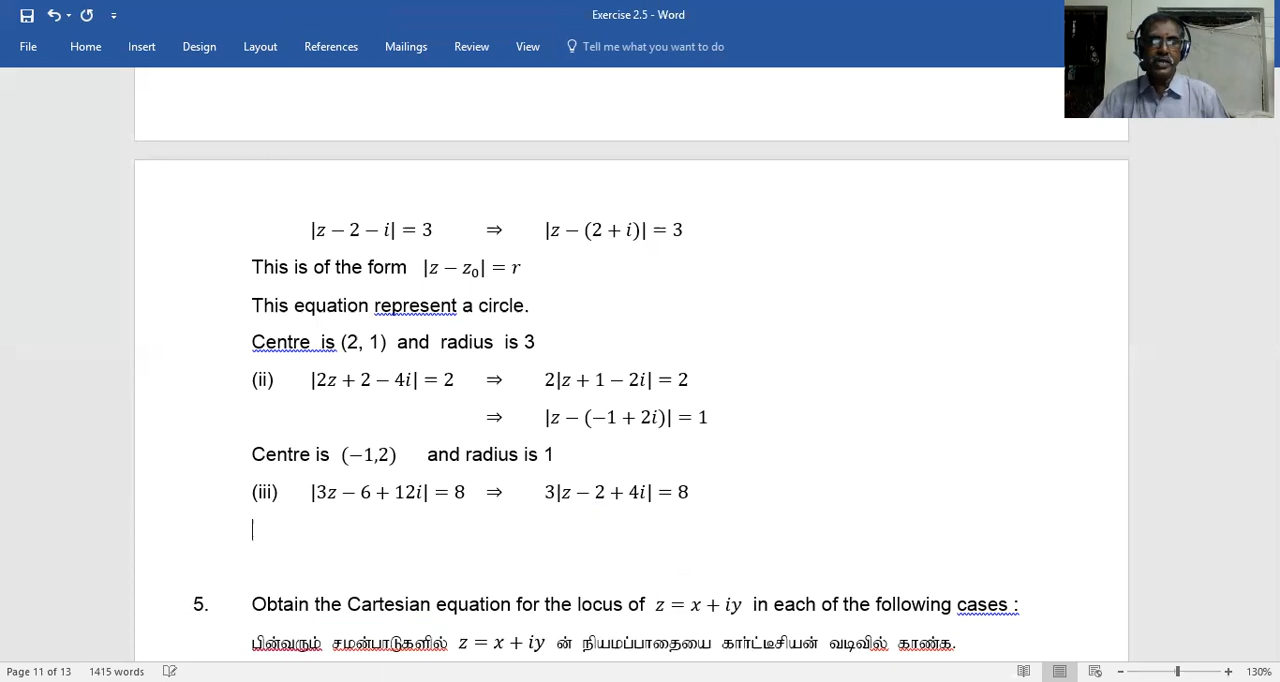 Exercise 2.5 - Word
File Home Insert Design Layout References Mailings Review View Tell me what you want to do
|z − 2 − i| = 3 ⇒ |z − (2 + i)| = 3
This is of the form |z − z₀| = r
This equation represent a circle.
Centre is (2, 1) and radius is 3
(ii) |2z + 2 − 4i| = 2 ⇒ 2|z + 1 − 2i| = 2
⇒ |z − (−1 + 2i)| = 1
Centre is (−1,2) and radius is 1
(iii) |3z − 6 + 12i| = 8 ⇒ 3|z − 2 + 4i| = 8
5. Obtain the Cartesian equation for the locus of z = x + iy in each of the following cases :
பின்வரும் சமன்பாடுகளில் z = x + iy ன் நியமப்பாதையை கார்ட்டீசியன் வடிவில் காண்க.
Page 11 of 13 1415 words 130%